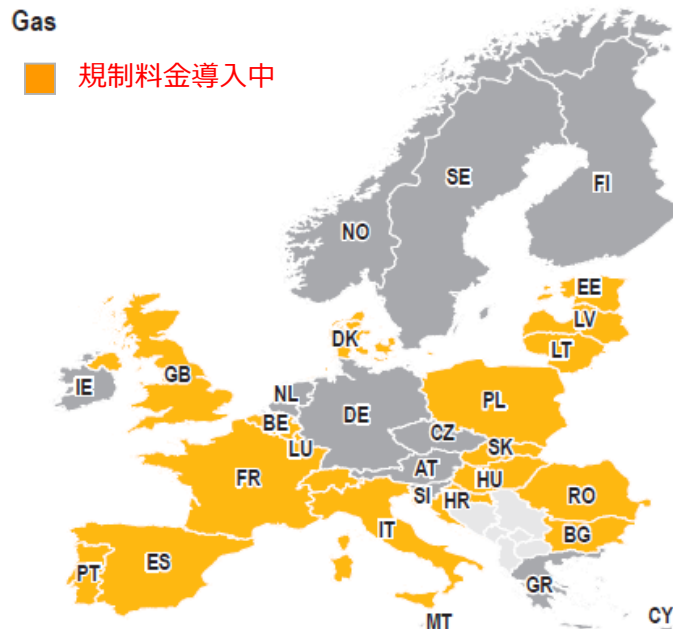 Gas
規制料金導入中
SE
FI
NO
EE
LV
DK
LT
GB
IE
NL
PL
DE
BE
CZ
LU
SK
AT
FR
HU
SI
HR
RO
IT
BG
ES
PT
GR
MT
CY